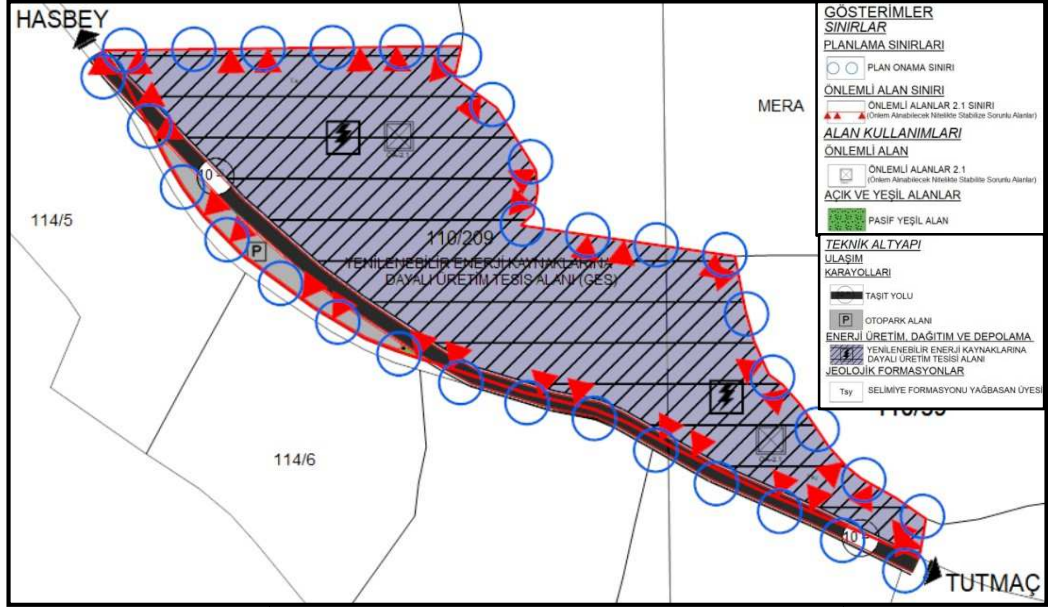 HASBEY
MERA
114/5
10
P
110/209
YENİLENEBİLİR ENERJİ KAYNAKLARINA
DAYALI ÜRETİM TESİS ALANI (GES)
114/6
10
TUTMAÇ
GÖSTERİMLER
SINIRLAR
PLANLAMA SINIRLARI
PLAN ONAMA SINIRI
ÖNLEMLİ ALAN SINIRI
ÖNLEMLİ ALANLAR 2.1 SINIRI
(Önlem Alınabilecek Nitelikte Stabilize Sorunlu Alanlar)
ALAN KULLANIMLARI
ÖNLEMLİ ALAN
ÖNLEMLİ ALANLAR 2.1
(Önlem Alınabilecek Nitelikte Stabilite Sorunlu Alanlar)
AÇIK VE YEŞİL ALANLAR
PASİF YEŞİL ALAN
TEKNİK ALTYAPI
ULAŞIM
KARAYOLLARI
TAŞIT YOLU
P OTOPARK ALANI
ENERJİ ÜRETİM, DAĞITIM VE DEPOLAMA
YENİLENEBİLİR ENERJİ KAYNAKLARINA
DAYALI ÜRETİM TESİSİ ALANI
JEOLOJİK FORMASYONLAR
Tsy SELİMİYE FORMASYONU YAĞBASAN ÜYESİ